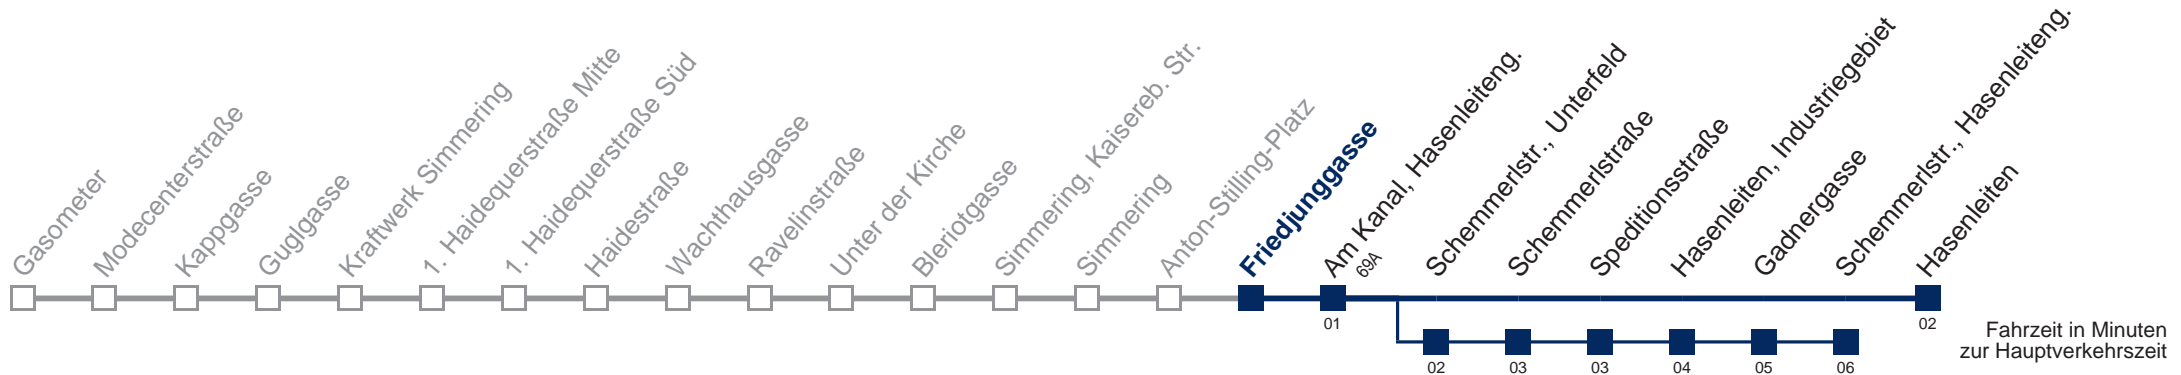 Gasometer
Modecenterstraße
Kappgasse
Guglgasse
Kraftwerk Simmering
1. Haidequerstraße Mitte
1. Haidequerstraße Süd
Haidestraße
Wachthausgasse
Ravelinstraße
Unter der Kirche
Bleriotgasse
Simmering, Kaisereb. Str.
Simmering
Anton-Stilling-Platz
Friedjunggasse
Am Kanal, Hasenleiteng.
69A
Schemmerlstr., Unterfeld
Schemmerlstraße
Speditionsstraße
Hasenleiten, Industriegebiet
Gadnergasse
Schemmerlstr., Hasenleiteng.
Hasenleiten
01
02
02
03
03
04
05
06
Fahrzeit in Minuten
zur Hauptverkehrszeit